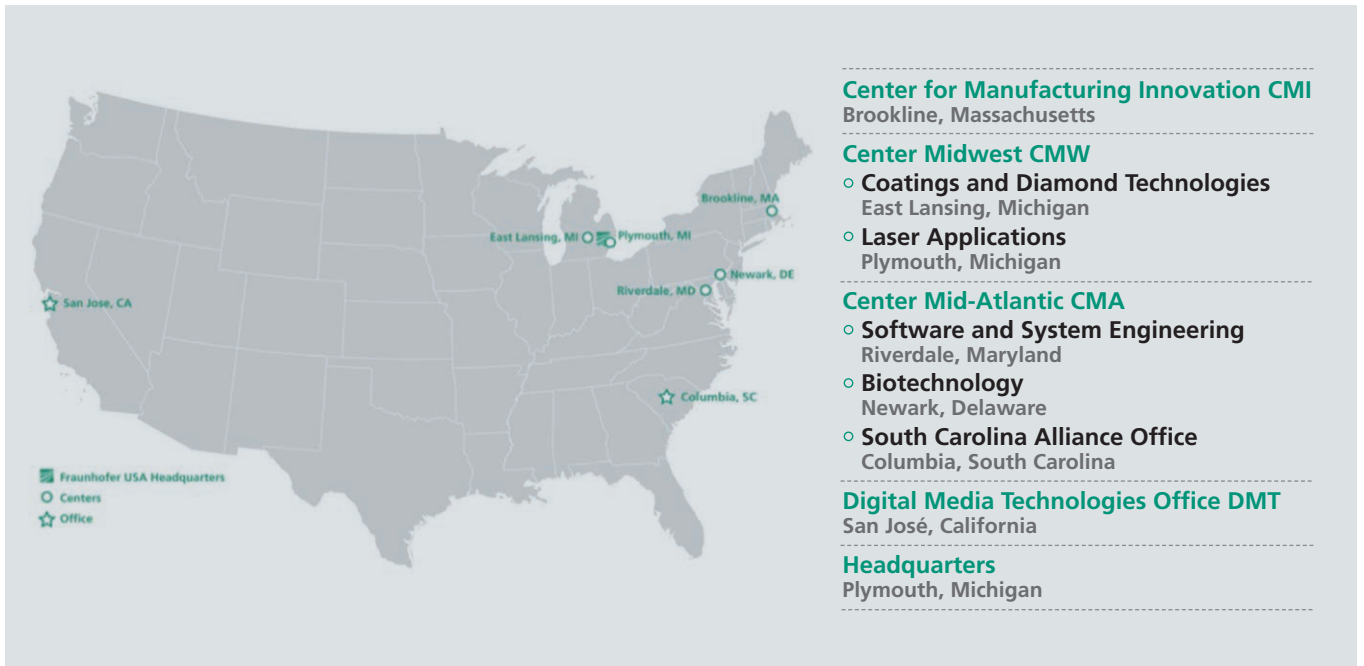 Brookline, MA
East Lansing, MI
Plymouth, MI
Newark, DE
Riverdale, MD
San Jose, CA
Columbia, SC
Fraunhofer USA Headquarters
Centers
Office
Center for Manufacturing Innovation CMI
Brookline, Massachusetts
Center Midwest CMW
Coatings and Diamond Technologies
East Lansing, Michigan
Laser Applications
Plymouth, Michigan
Center Mid-Atlantic CMA
Software and System Engineering
Riverdale, Maryland
Biotechnology
Newark, Delaware
South Carolina Alliance Office
Columbia, South Carolina
Digital Media Technologies Office DMT
San José, California
Headquarters
Plymouth, Michigan